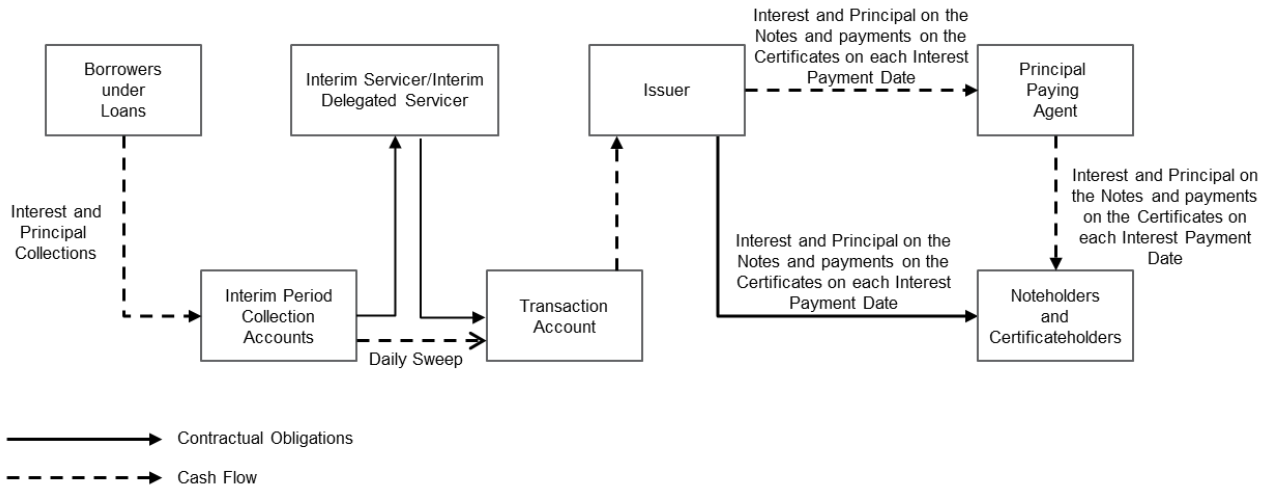 Borrowers
under
Loans
Interim Servicer/Interim
Delegated Servicer
Issuer
Interest and Principal on the
Notes and payments on the
Certificates on each Interest
Payment Date
Principal
Paying
Agent
Interest and
Principal
Collections
Interest and Principal on
the Notes and payments
on the Certificates on
each Interest Payment
Date
Interim Period
Collection
Accounts
Daily Sweep
Transaction
Account
Interest and Principal on the
Notes and payments on the
Certificates on each Interest
Payment Date
Noteholders
and
Certificateholders
Contractual Obligations
Cash Flow